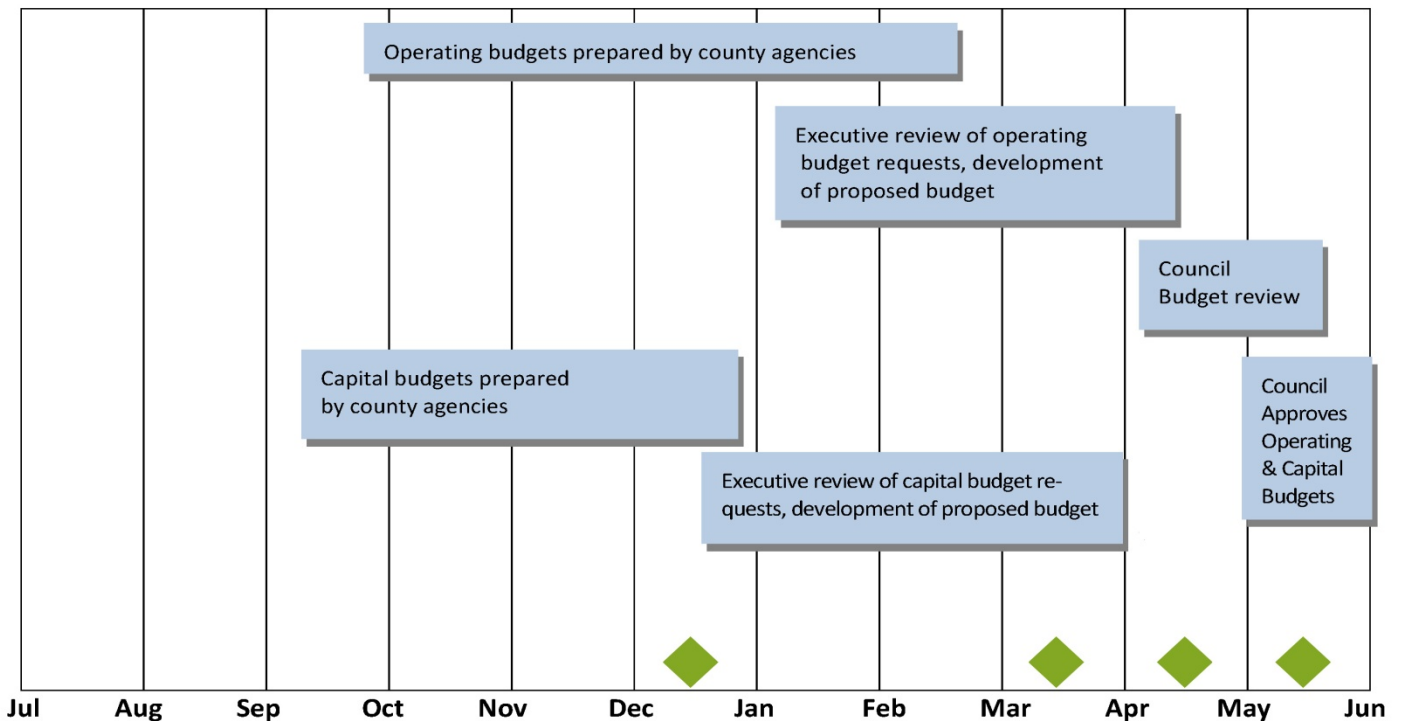 Operating budgets prepared by county agencies
Executive review of operating
budget requests, development
of proposed budget
Council
Budget review
Capital budgets prepared
by county agencies
Council
Approves
Operating
& Capital
Budgets
Executive review of capital budget re-
quests, development of proposed budget
Jul Aug Sep Oct Nov Dec Jan Feb Mar Apr May Jun